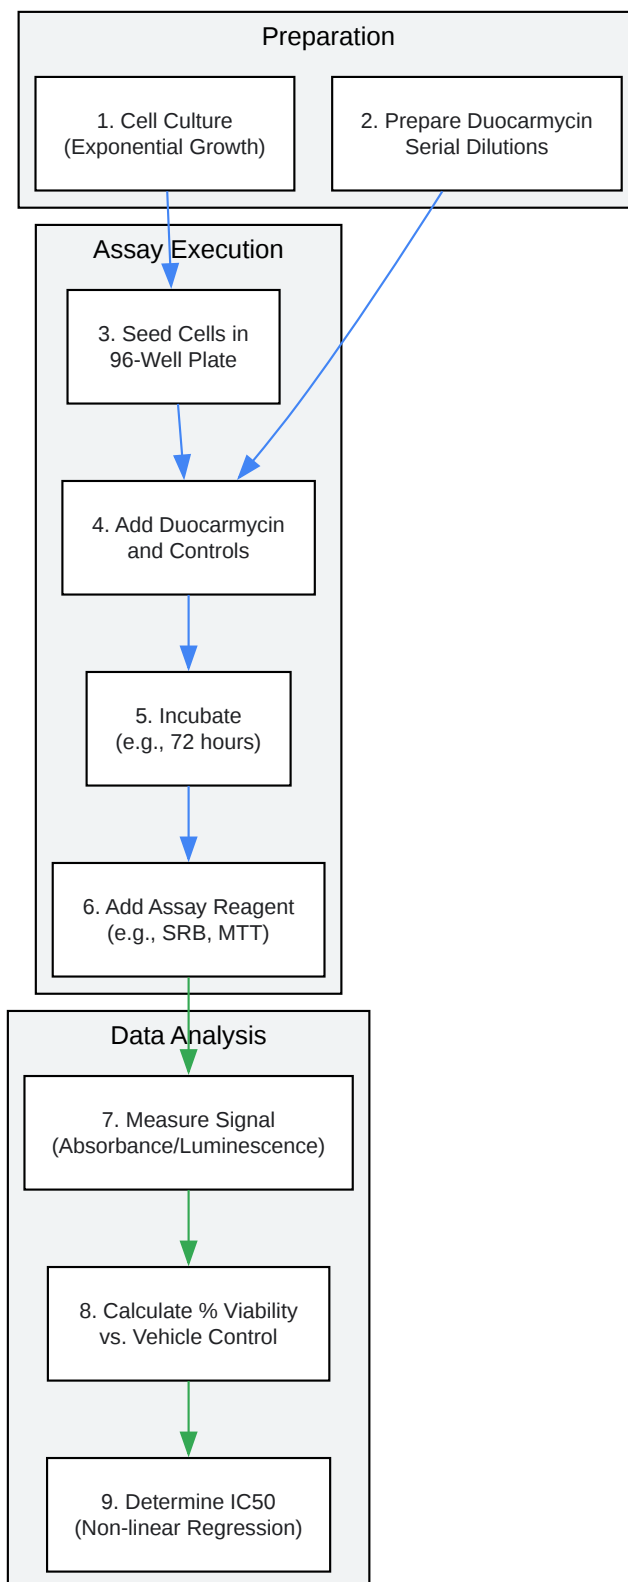 Preparation
1. Cell Culture
(Exponential Growth)
2. Prepare Duocarmycin
Serial Dilutions
Assay Execution
3. Seed Cells in
96-Well Plate
4. Add Duocarmycin
and Controls
5. Incubate
(e.g., 72 hours)
6. Add Assay Reagent
(e.g., SRB, MTT)
Data Analysis
7. Measure Signal
(Absorbance/Luminescence)
8. Calculate % Viability
vs. Vehicle Control
9. Determine IC50
(Non-linear Regression)